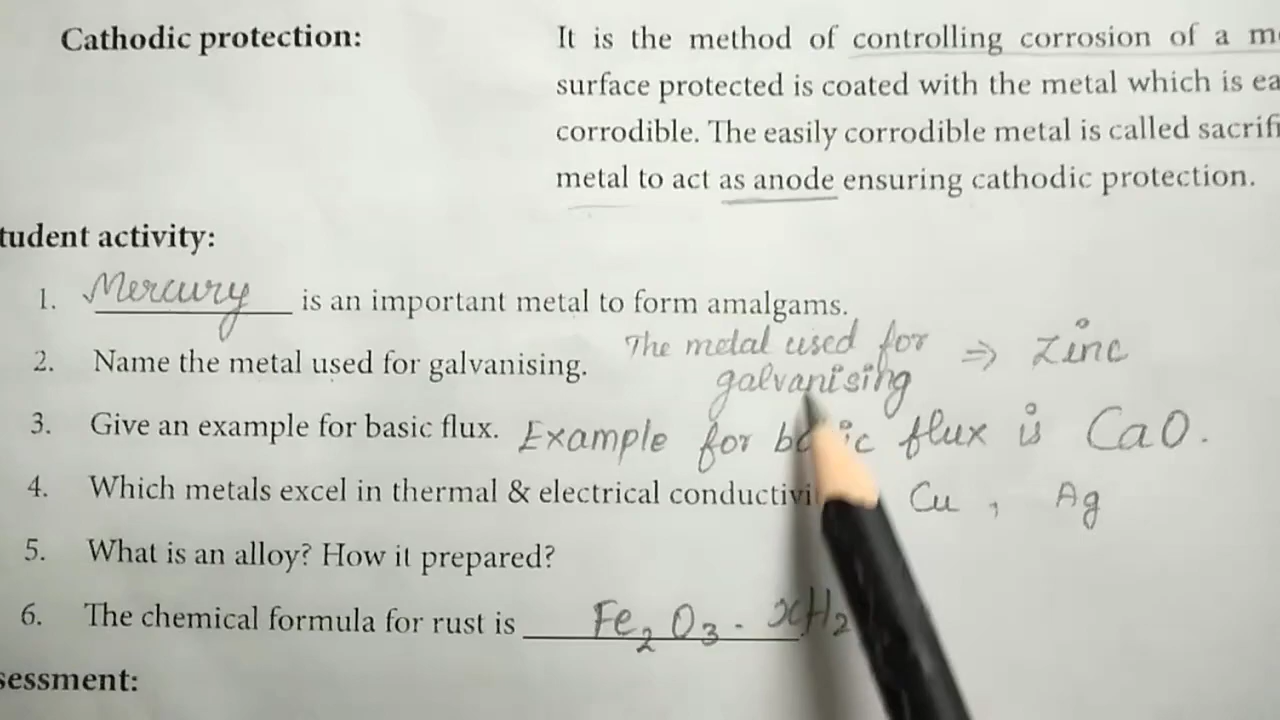 Cathodic protection: It is the method of controlling corrosion of a
surface protected is coated with the metal which is
corrodible. The easily corrodible metal is called
metal to act as anode ensuring cathodic protection.
tudent activity:
1. Mercury is an important metal to form amalgams.
2. Name the metal used for galvanising. The metal used for galvanising ⇒ Zinc
3. Give an example for basic flux. Example for basic flux is CaO.
4. Which metals excel in thermal & electrical Cu, Ag
5. What is an alloy? How it prepared?
6. The chemical formula for rust is Fe₂O₃ · xH₂
sessment: